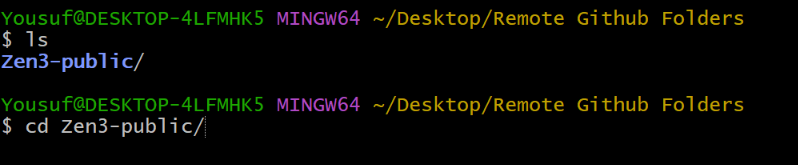 Yousuf@DESKTOP-4LFMHK5 MINGW64 ~/Desktop/Remote Github Folders
$ ls
Zen3-public/
Yousuf@DESKTOP-4LFMHK5 MINGW64 ~/Desktop/Remote Github Folders
$ cd Zen3-public/